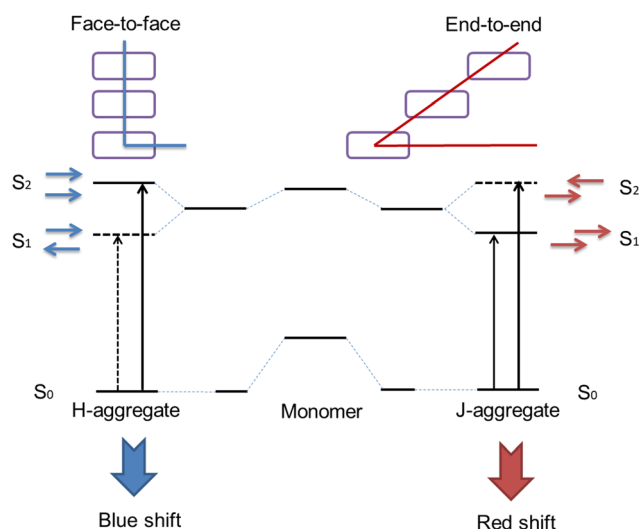 Face-to-face
End-to-end
S₂
S₂
S₁
S₁
S₀
S₀
H-aggregate
Monomer
J-aggregate
Blue shift
Red shift